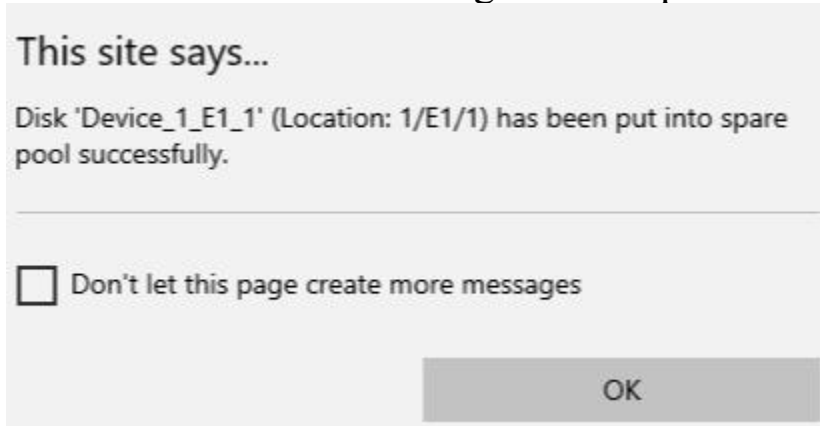 This site says...
Disk 'Device_1_E1_1' (Location: 1/E1/1) has been put into spare
pool successfully.
Don't let this page create more messages
OK